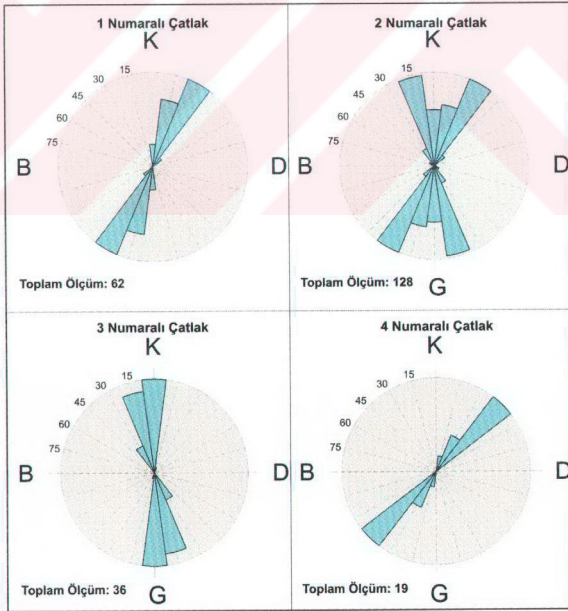 1 Numaralı Çatlak
K
15
30
45
60
75
B
D
Toplam Ölçüm: 62
2 Numaralı Çatlak
K
15
30
45
60
75
B
D
Toplam Ölçüm: 128
G
3 Numaralı Çatlak
K
15
30
45
60
75
B
D
Toplam Ölçüm: 36
G
4 Numaralı Çatlak
K
15
30
45
60
75
B
D
Toplam Ölçüm: 19
G